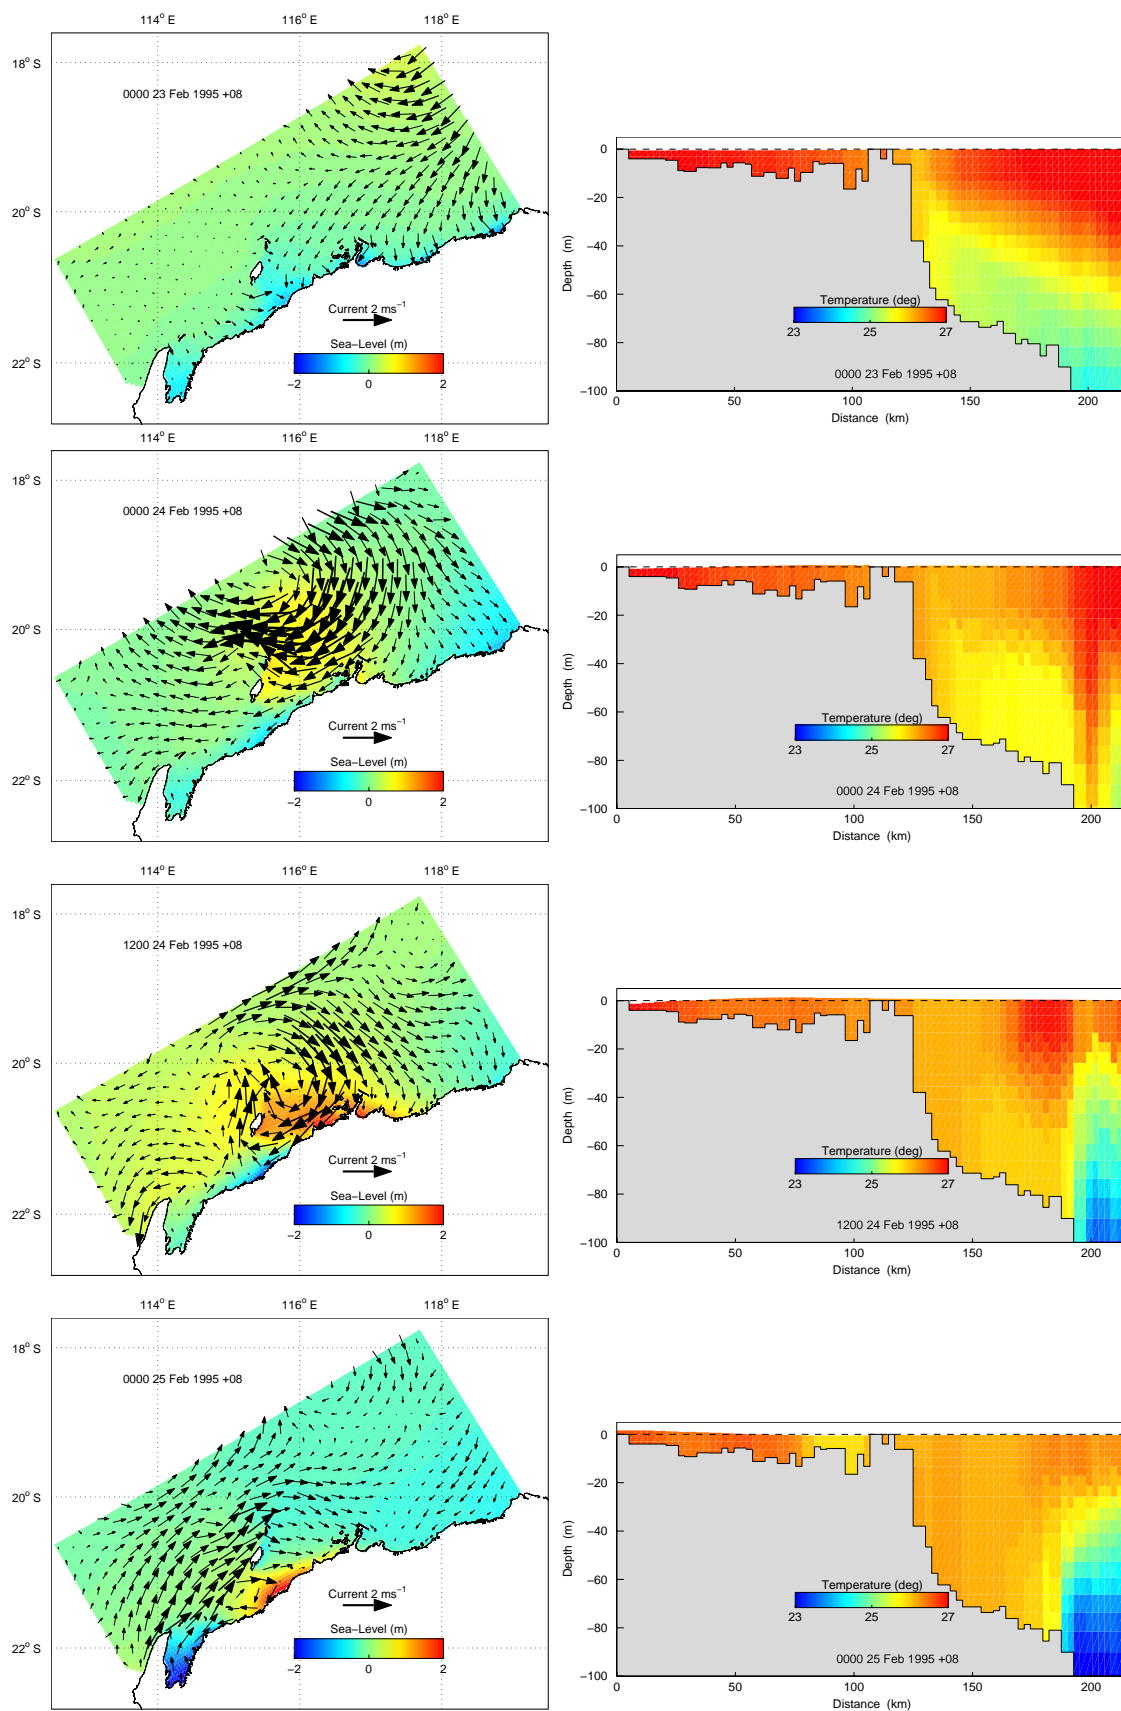 114° E 116° E 118° E
18° S
0000 23 Feb 1995 +08
20° S
Current 2 ms⁻¹
Sea−Level (m)
−2 0 2
22° S
0
−20
−40
−60
−80
−100
Depth (m)
Temperature (deg)
23 25 27
0000 23 Feb 1995 +08
0 50 100 150 200
Distance (km)
114° E 116° E 118° E
18° S
0000 24 Feb 1995 +08
20° S
Current 2 ms⁻¹
Sea−Level (m)
−2 0 2
22° S
0
−20
−40
−60
−80
−100
Depth (m)
Temperature (deg)
23 25 27
0000 24 Feb 1995 +08
0 50 100 150 200
Distance (km)
114° E 116° E 118° E
18° S
1200 24 Feb 1995 +08
20° S
Current 2 ms⁻¹
Sea−Level (m)
−2 0 2
22° S
0
−20
−40
−60
−80
−100
Depth (m)
Temperature (deg)
23 25 27
1200 24 Feb 1995 +08
0 50 100 150 200
Distance (km)
114° E 116° E 118° E
18° S
0000 25 Feb 1995 +08
20° S
Current 2 ms⁻¹
Sea−Level (m)
−2 0 2
22° S
0
−20
−40
−60
−80
−100
Depth (m)
Temperature (deg)
23 25 27
0000 25 Feb 1995 +08
0 50 100 150 200
Distance (km)